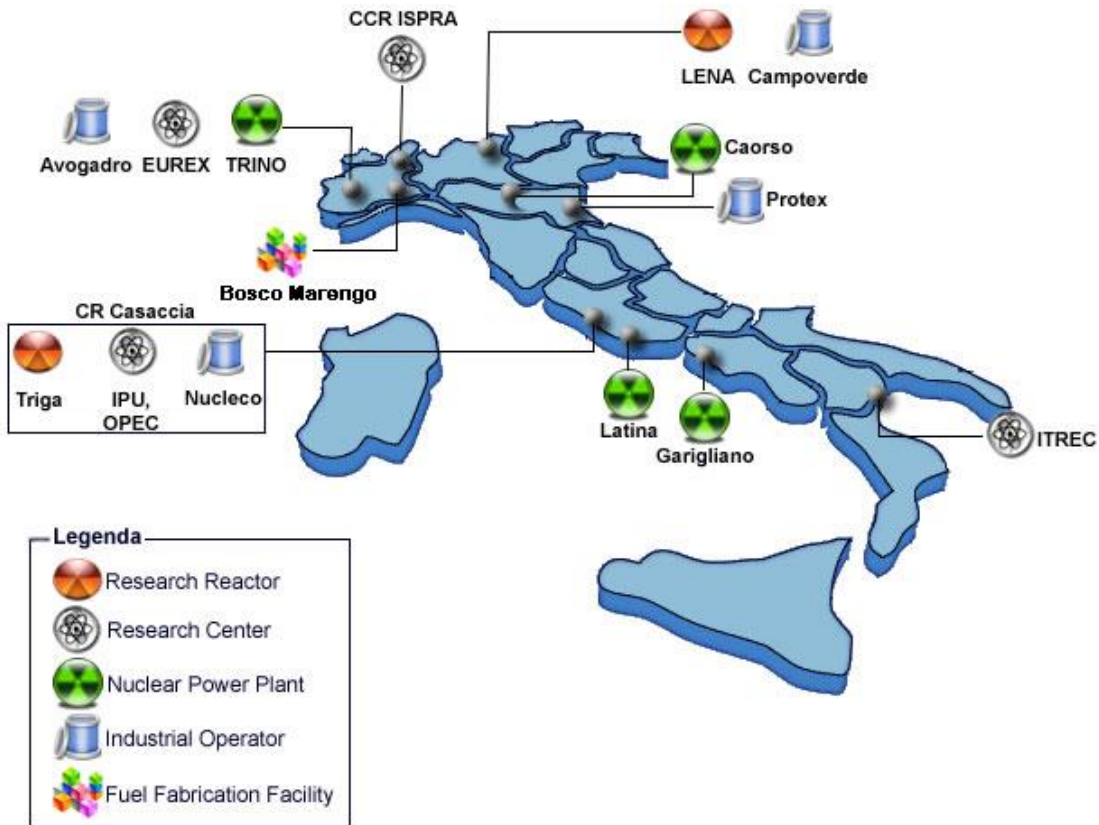 CCR ISPRA
LENA
Campoverde
Avogadro
EUREX
TRINO
Caorso
Protex
Bosco Marengo
CR Casaccia
Triga
IPU,
OPEC
Nucleco
Latina
Garigliano
ITREC
Legenda
Research Reactor
Research Center
Nuclear Power Plant
Industrial Operator
Fuel Fabrication Facility